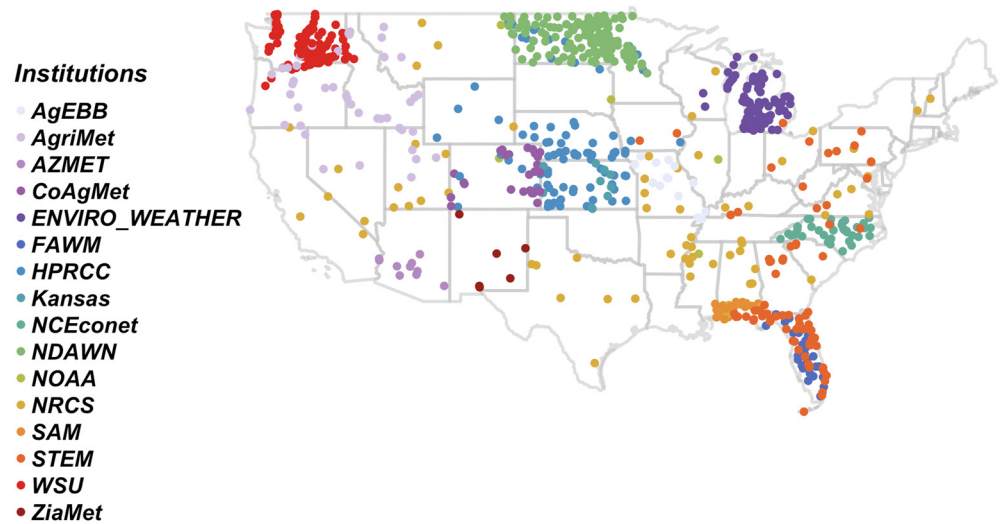 Institutions
AgEBB
AgriMet
AZMET
CoAgMet
ENVIRO_WEATHER
FAWM
HPRCC
Kansas
NCEconet
NDAWN
NOAA
NRCS
SAM
STEM
WSU
ZiaMet